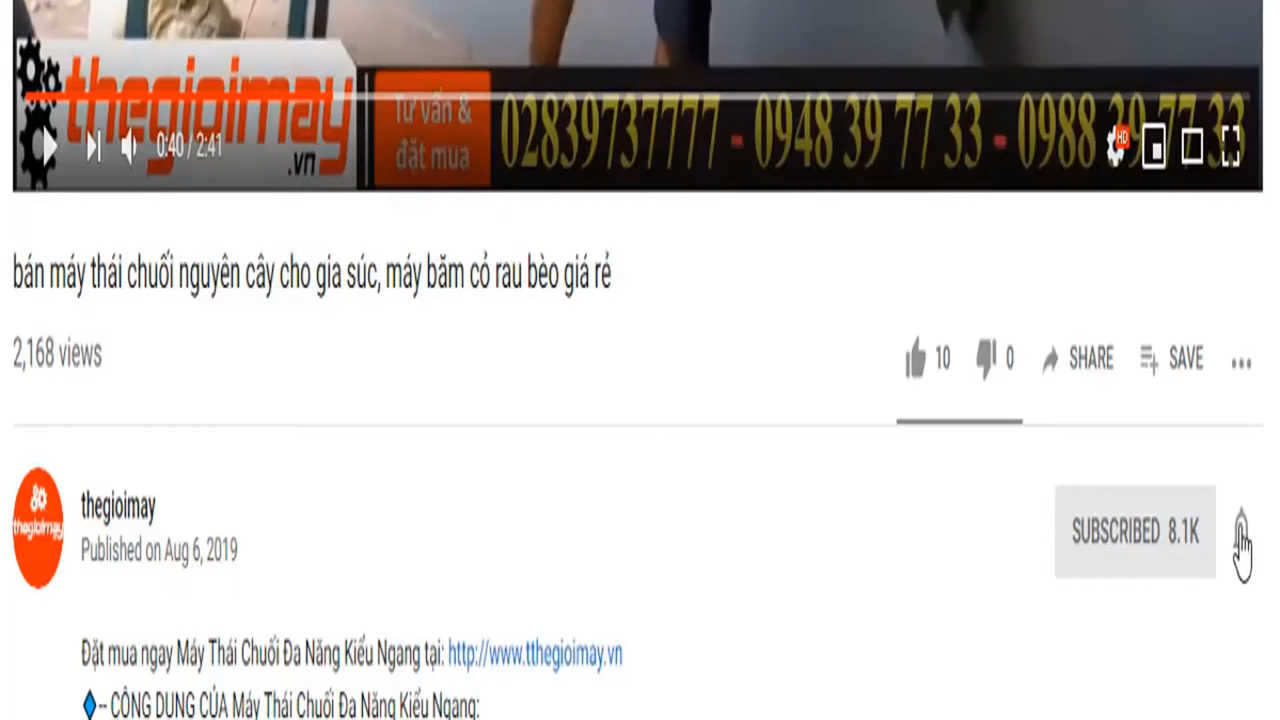 thegioimay
.vn
Tư vấn &
đặt mua
02839737777 - 0948 39 77 33 - 0988 39 77 33
HD
0:40 / 2:41
bán máy thái chuối nguyên cây cho gia súc, máy băm cỏ rau bèo giá rẻ
2,168 views
10
0
SHARE
SAVE
thegioimay
thegioimay
Published on Aug 6, 2019
SUBSCRIBED 8.1K
Đặt mua ngay Máy Thái Chuối Đa Năng Kiểu Ngang tại: http://www.tthegioimay.vn
-- CÔNG DỤNG CỦA Máy Thái Chuối Đa Năng Kiểu Ngang: